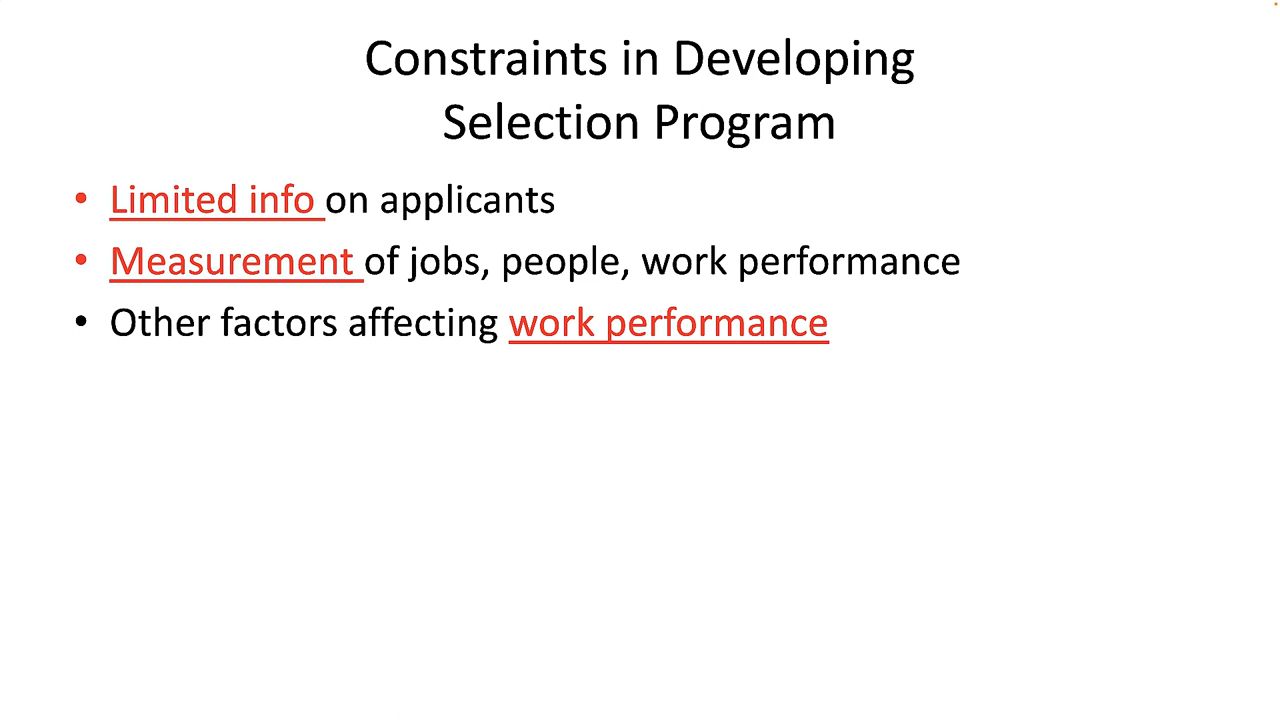 Constraints in Developing
Selection Program
• Limited info on applicants
• Measurement of jobs, people, work performance
• Other factors affecting work performance